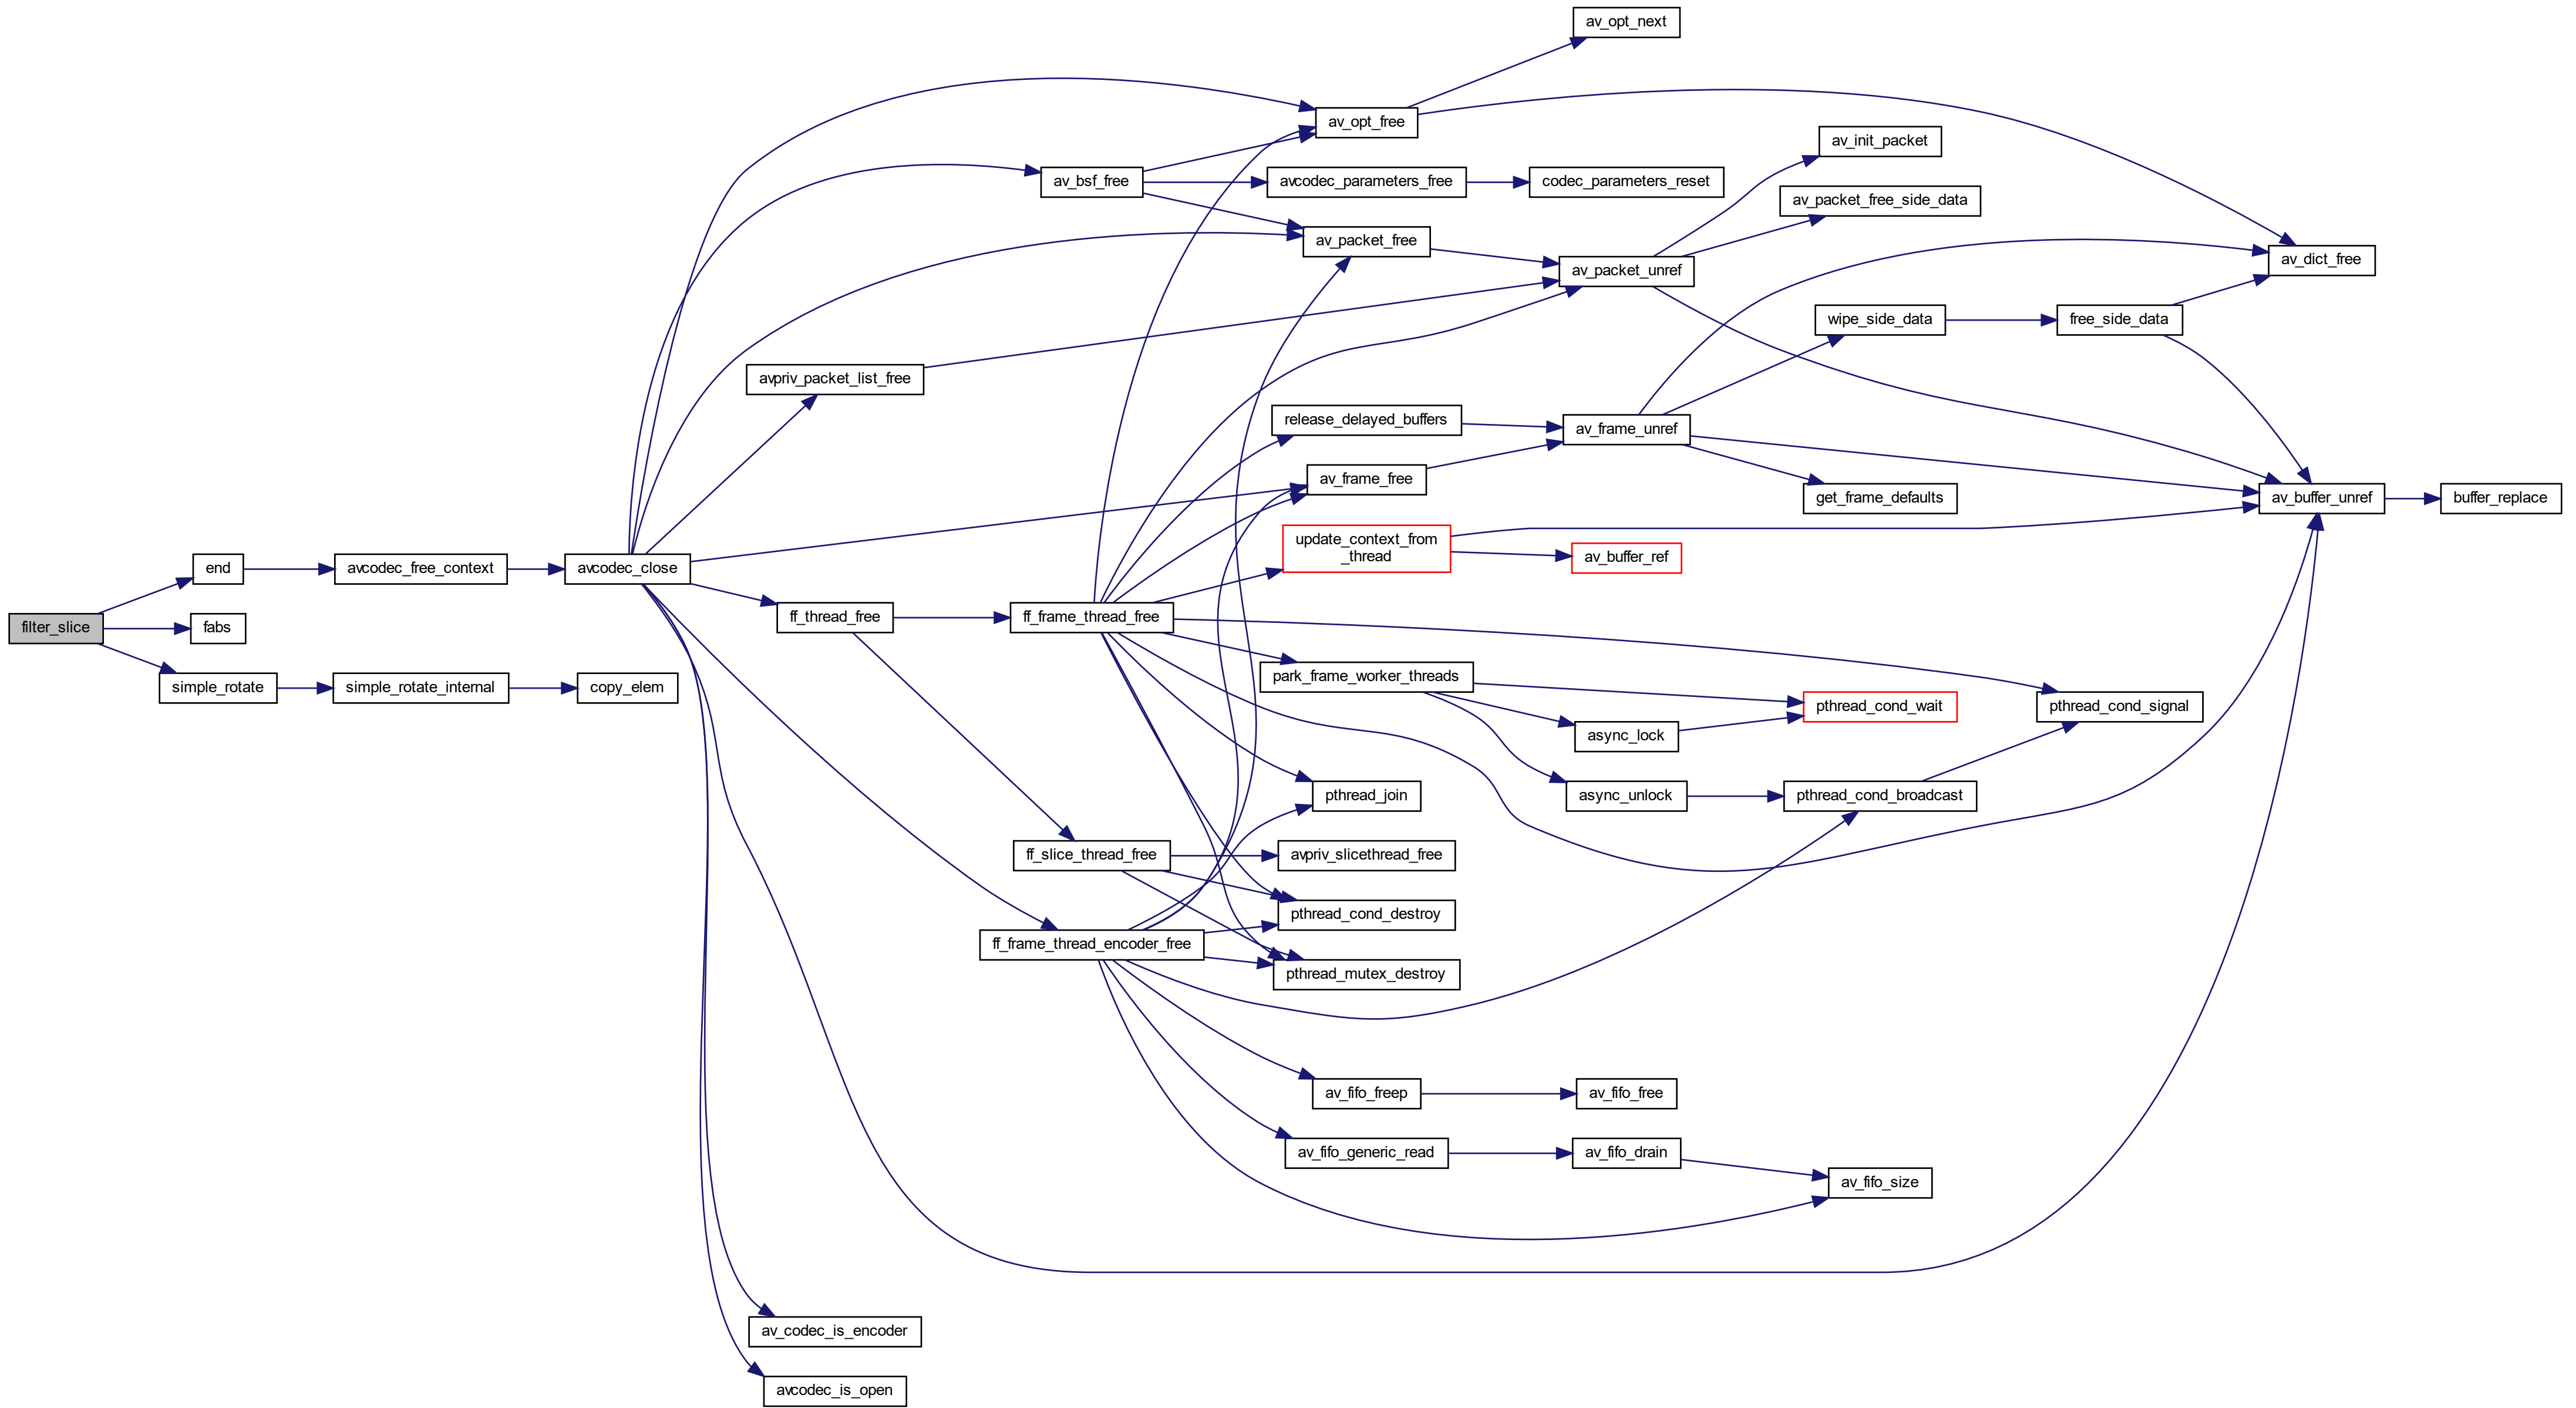 av_opt_next
av_opt_free
av_init_packet
av_bsf_free
avcodec_parameters_free
codec_parameters_reset
av_packet_free_side_data
av_packet_free
av_packet_unref
av_dict_free
wipe_side_data
free_side_data
avpriv_packet_list_free
release_delayed_buffers
av_frame_unref
av_frame_free
get_frame_defaults
av_buffer_unref
buffer_replace
update_context_from
_thread
av_buffer_ref
end
avcodec_free_context
avcodec_close
filter_slice
fabs
ff_thread_free
ff_frame_thread_free
simple_rotate
simple_rotate_internal
copy_elem
park_frame_worker_threads
pthread_cond_wait
pthread_cond_signal
async_lock
pthread_join
async_unlock
pthread_cond_broadcast
ff_slice_thread_free
avpriv_slicethread_free
pthread_cond_destroy
ff_frame_thread_encoder_free
pthread_mutex_destroy
av_fifo_freep
av_fifo_free
av_fifo_generic_read
av_fifo_drain
av_fifo_size
av_codec_is_encoder
avcodec_is_open